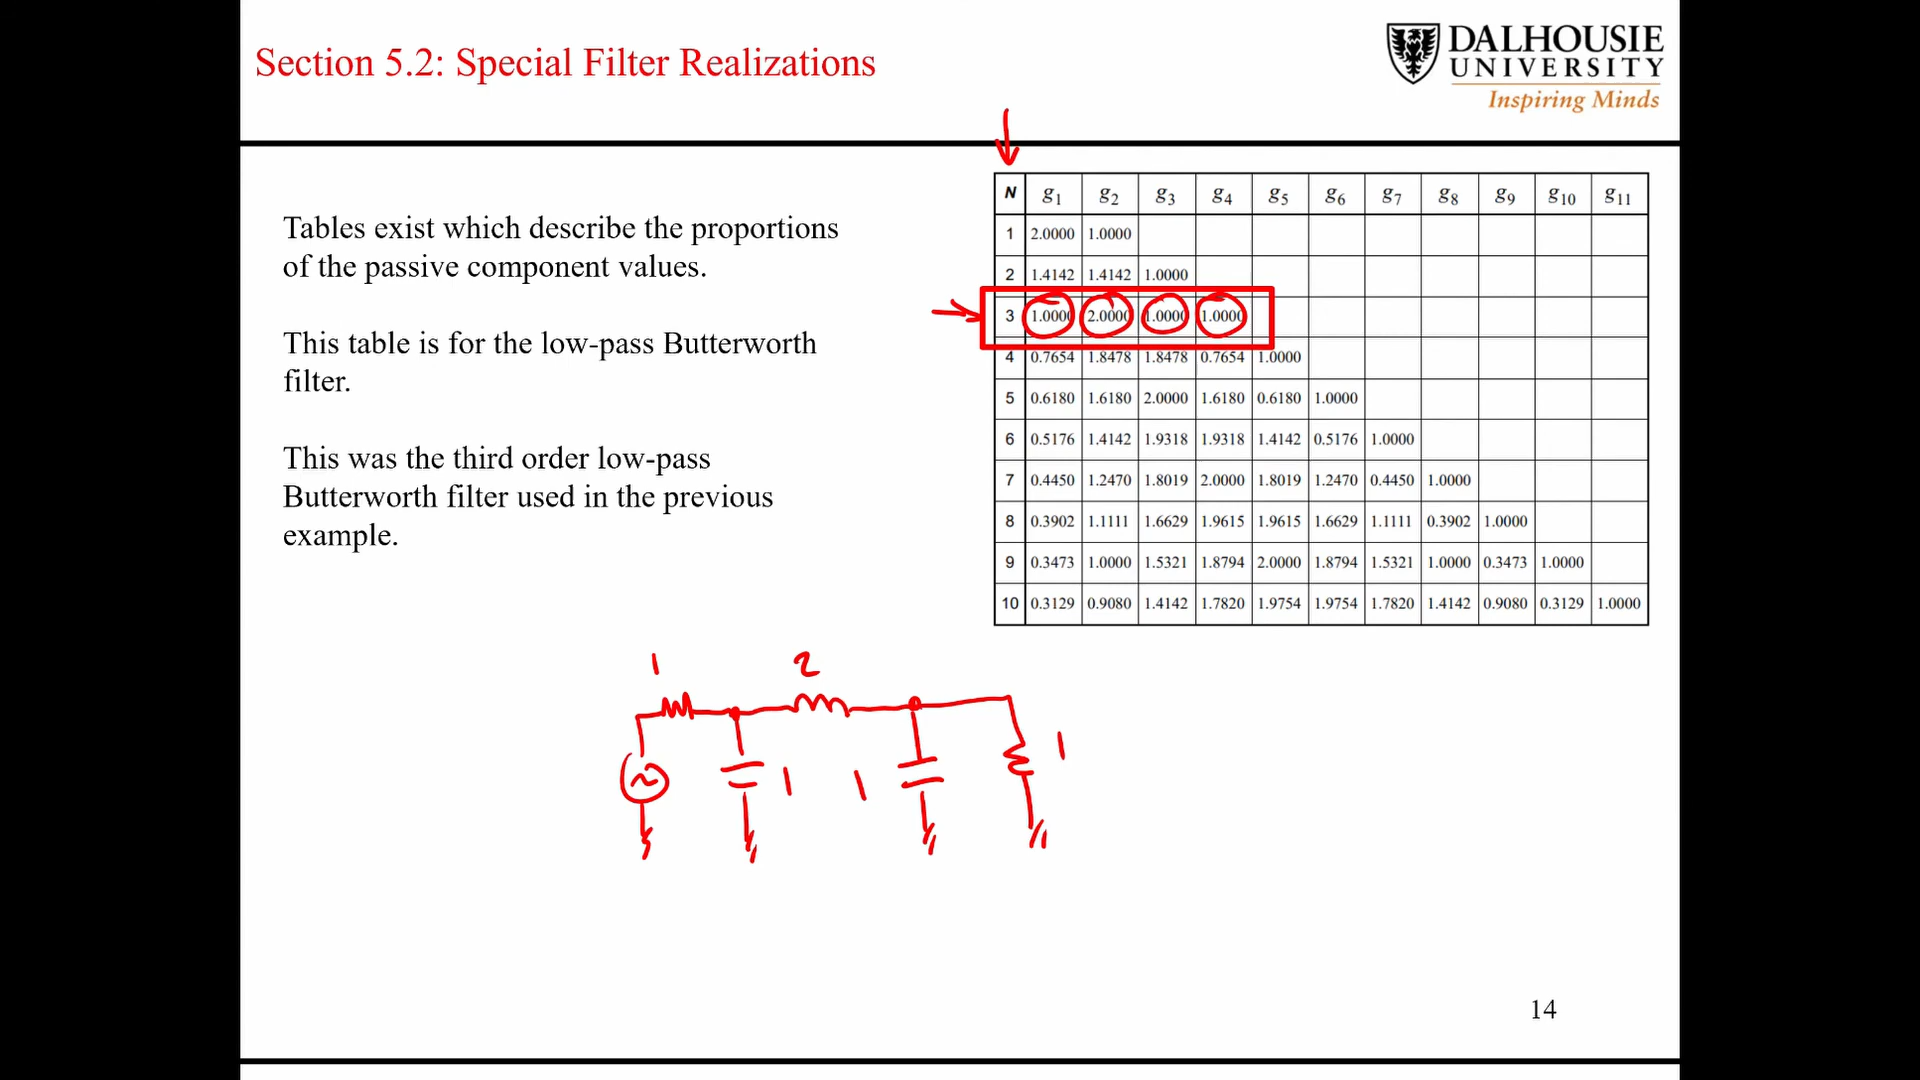 Section 5.2: Special Filter Realizations
DALHOUSIE
UNIVERSITY
Inspiring Minds
Tables exist which describe the proportions
of the passive component values.
This table is for the low-pass Butterworth
filter.
This was the third order low-pass
Butterworth filter used in the previous
example.
N g1 g2 g3 g4 g5 g6 g7 g8 g9 g10 g11
1 2.0000 1.0000
2 1.4142 1.4142 1.0000
3 1.0000 2.0000 1.0000 1.0000
4 0.7654 1.8478 1.8478 0.7654 1.0000
5 0.6180 1.6180 2.0000 1.6180 0.6180 1.0000
6 0.5176 1.4142 1.9318 1.9318 1.4142 0.5176 1.0000
7 0.4450 1.2470 1.8019 2.0000 1.8019 1.2470 0.4450 1.0000
8 0.3902 1.1111 1.6629 1.9615 1.9615 1.6629 1.1111 0.3902 1.0000
9 0.3473 1.0000 1.5321 1.8794 2.0000 1.8794 1.5321 1.0000 0.3473 1.0000
10 0.3129 0.9080 1.4142 1.7820 1.9754 1.9754 1.7820 1.4142 0.9080 0.3129 1.0000
1 2
1 1 1
14